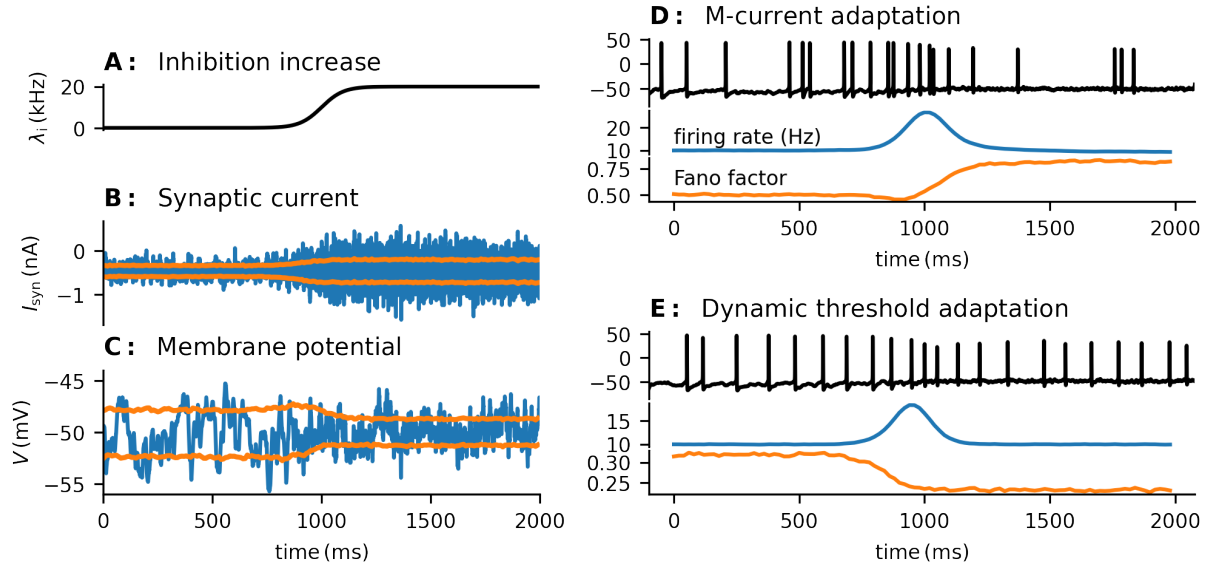 A: Inhibition increase
λi (kHz)
20
0
B: Synaptic current
Isyn (nA)
0
−1
C: Membrane potential
V (mV)
−45
−50
−55
0 500 1000 1500 2000
time (ms)
D: M-current adaptation
50
0
−50
firing rate (Hz)
20
10
Fano factor
0.75
0.50
0 500 1000 1500 2000
time (ms)
E: Dynamic threshold adaptation
50
0
−50
15
10
0.30
0.25
0 500 1000 1500 2000
time (ms)